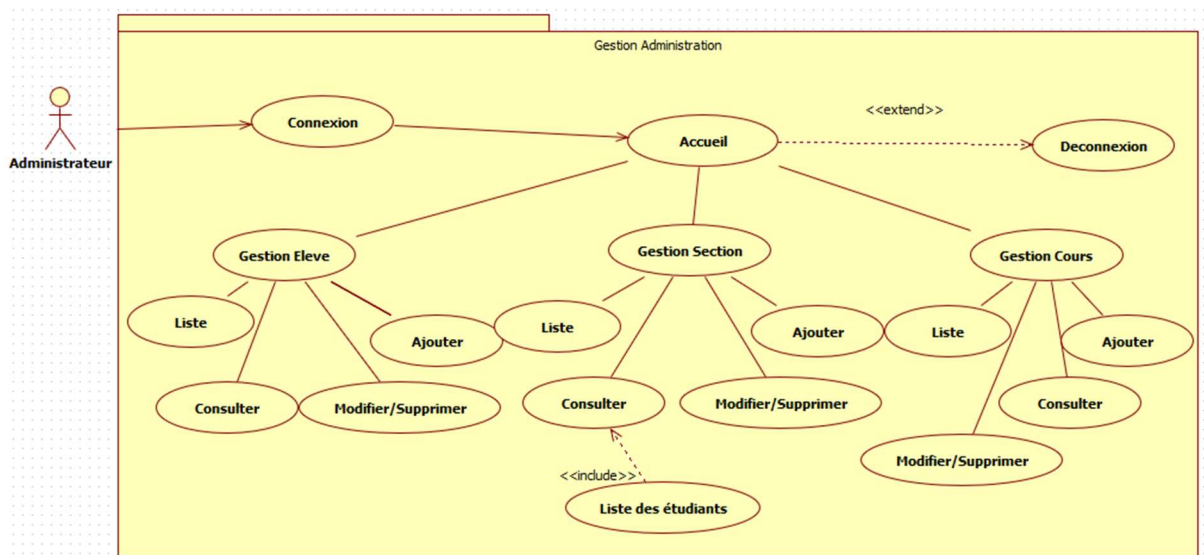 Gestion Administration
<<extend>>
Connexion
Accueil
Deconnexion
Administrateur
Gestion Eleve
Gestion Section
Gestion Cours
Liste
Ajouter
Liste
Ajouter
Liste
Ajouter
Consulter
Modifier/Supprimer
Consulter
Modifier/Supprimer
Consulter
Modifier/Supprimer
<<include>>
Liste des étudiants